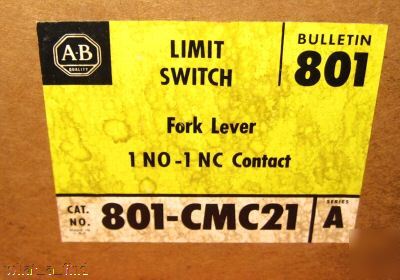 A-B
QUALITY
LIMIT
SWITCH
BULLETIN
801
Fork Lever
1 NO-1 NC Contact
CAT.
NO.
801-CMC21
SERIES
A